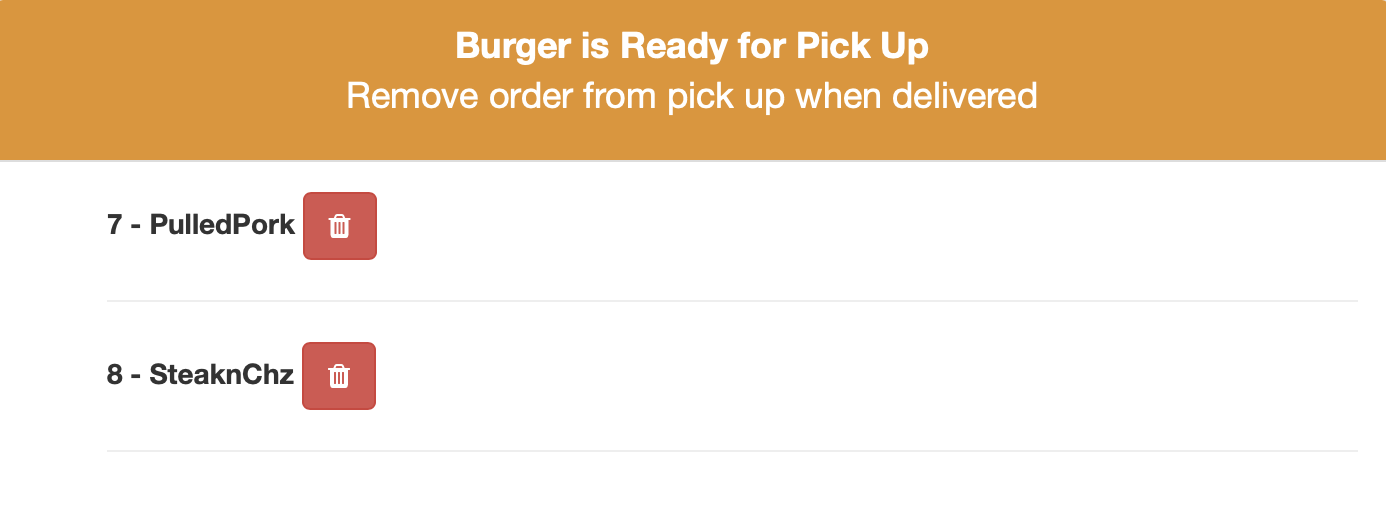 Burger is Ready for Pick Up
Remove order from pick up when delivered
7 - PulledPork
8 - SteaknChz